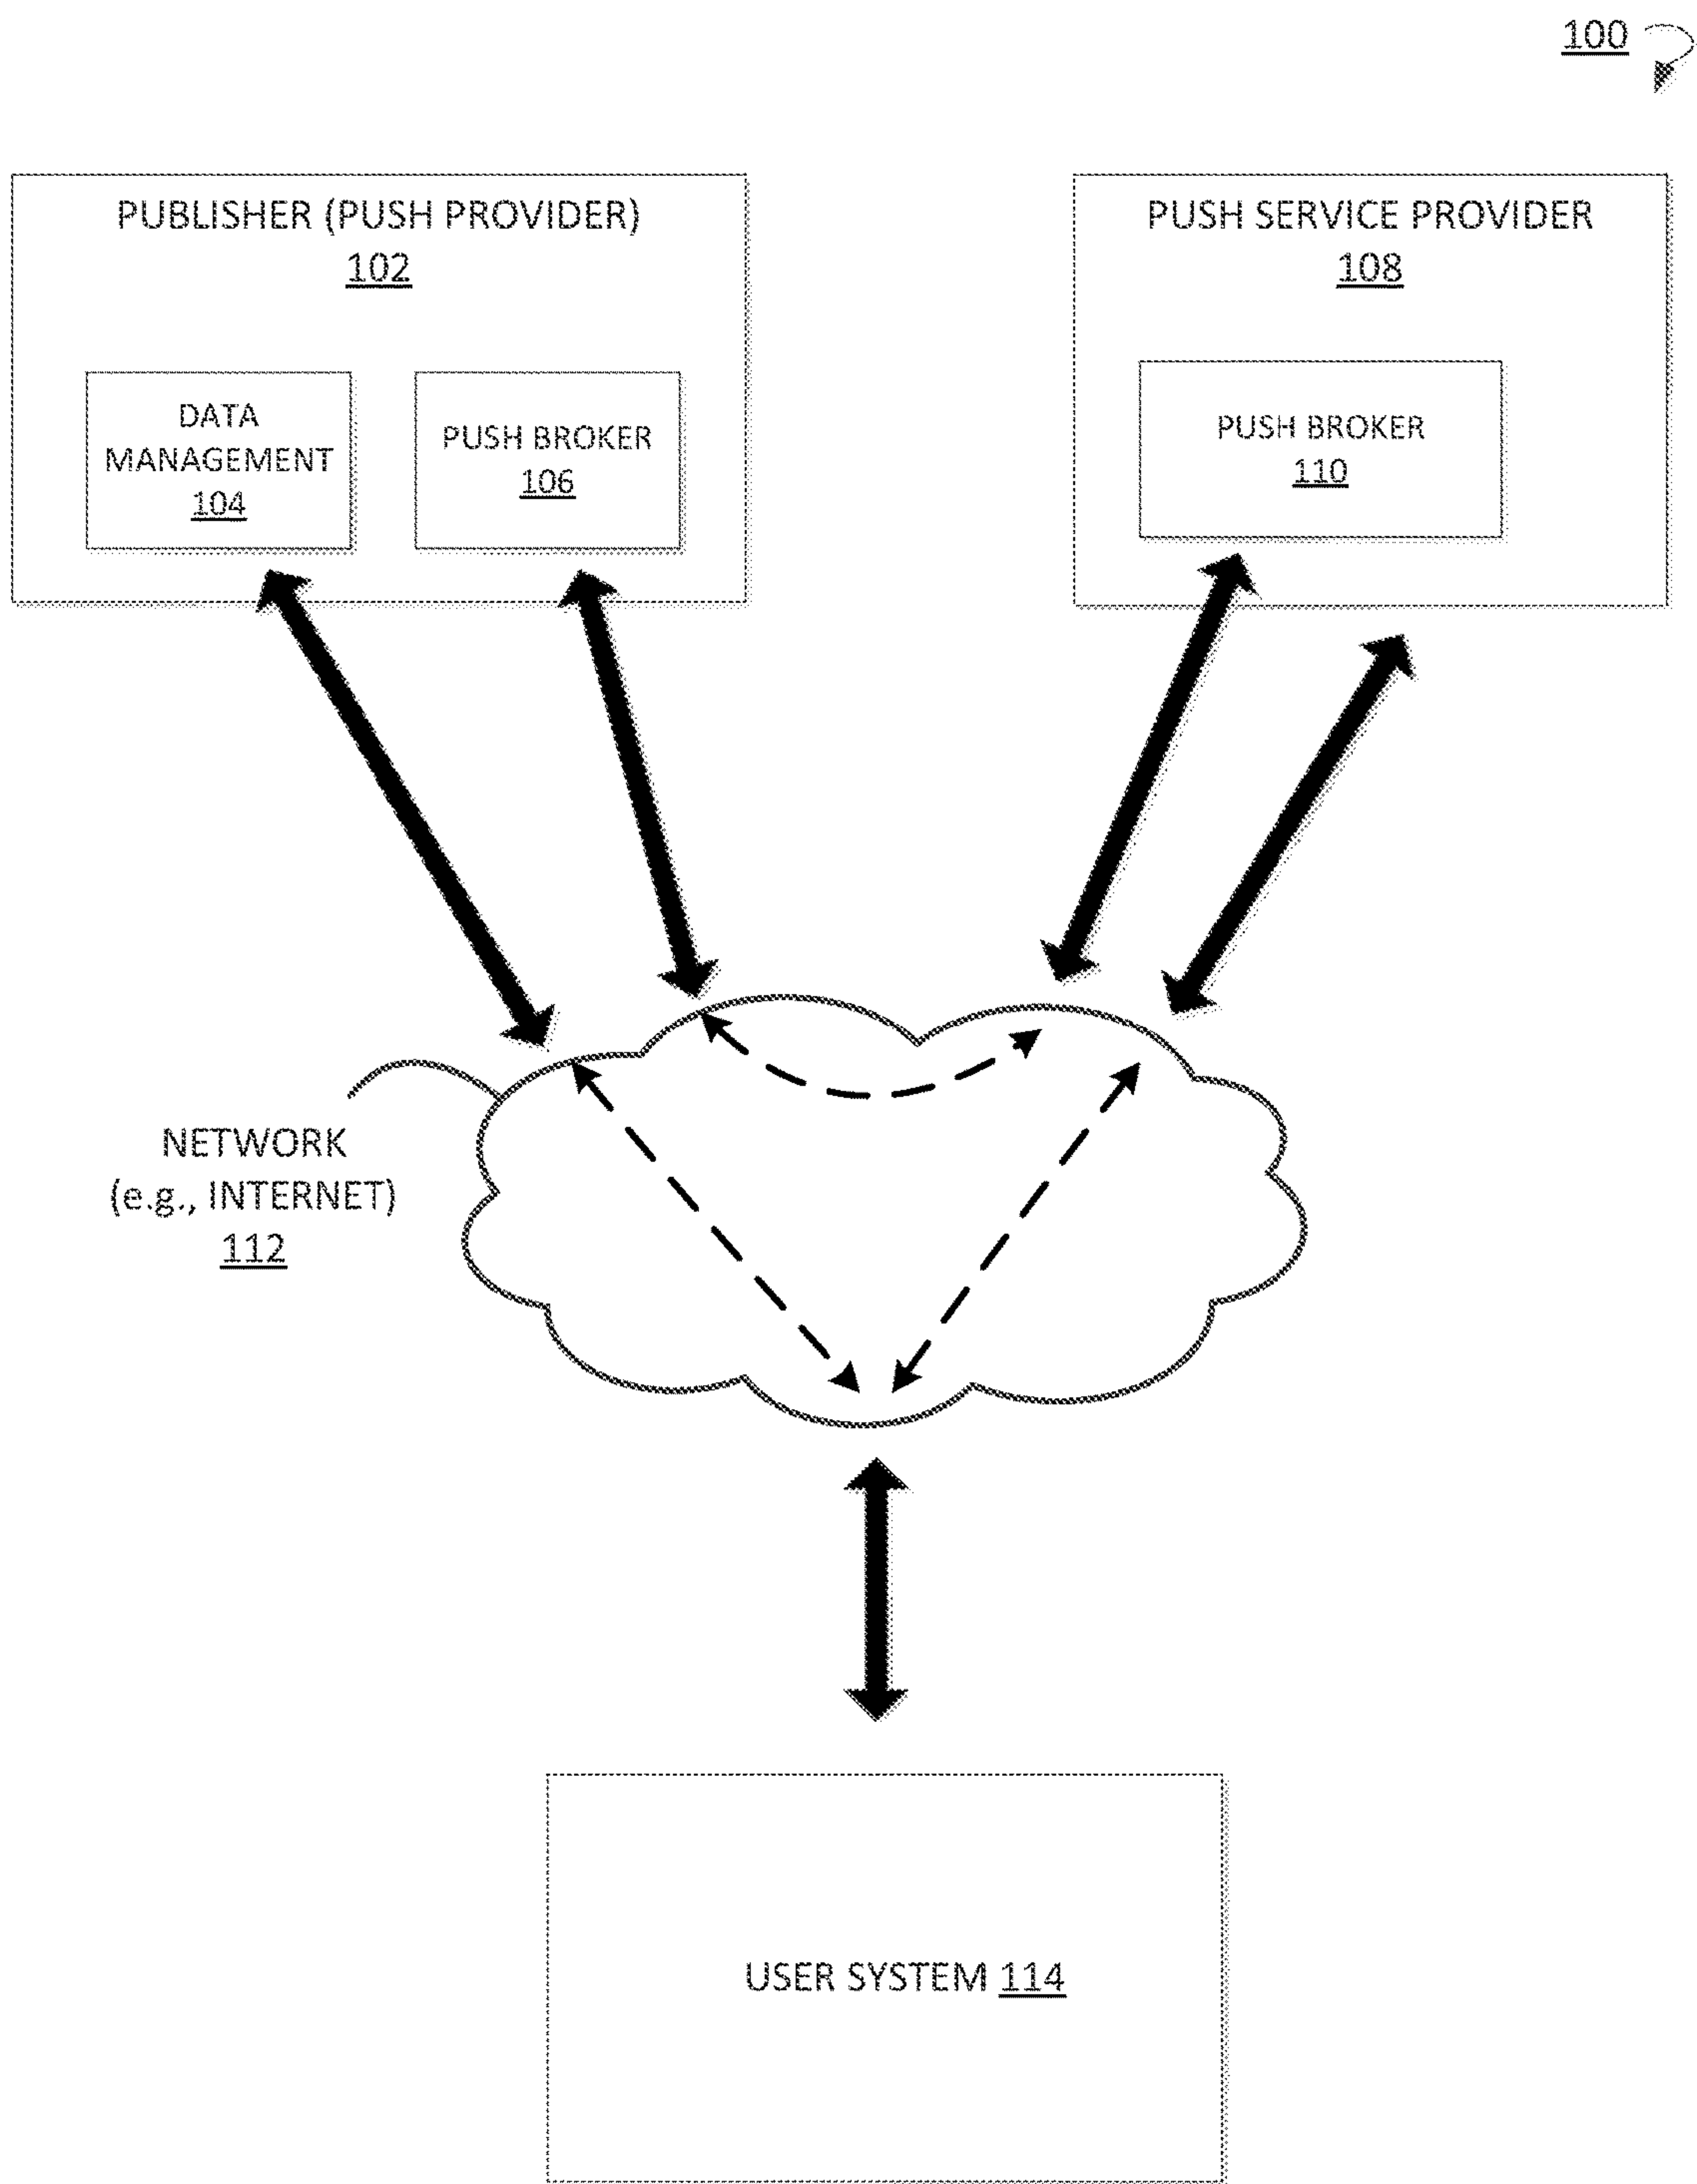 100
PUBLISHER (PUSH PROVIDER)
102
DATA
MANAGEMENT
104
PUSH BROKER
106
PUSH SERVICE PROVIDER
108
PUSH BROKER
110
NETWORK
(e.g., INTERNET)
112
USER SYSTEM 114